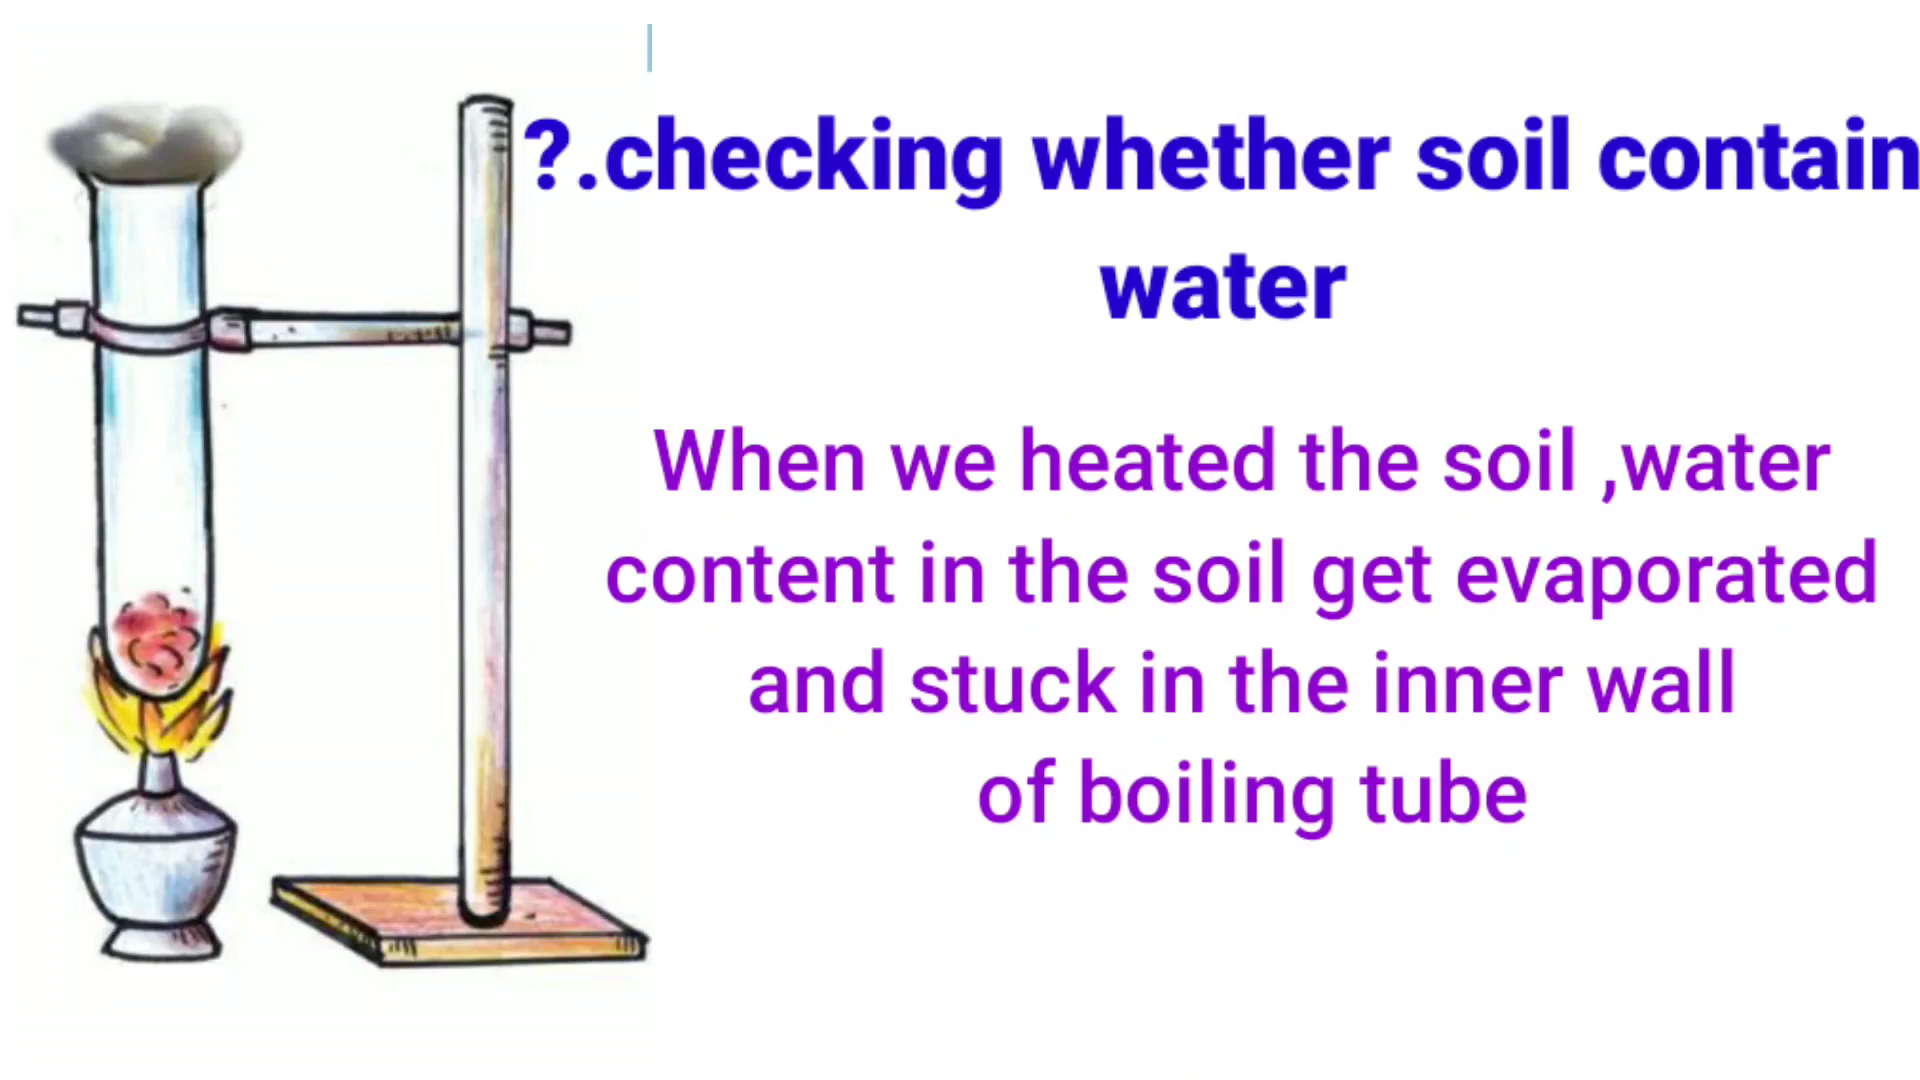 ?.checking whether soil contain
water
When we heated the soil ,water
content in the soil get evaporated
and stuck in the inner wall
of boiling tube